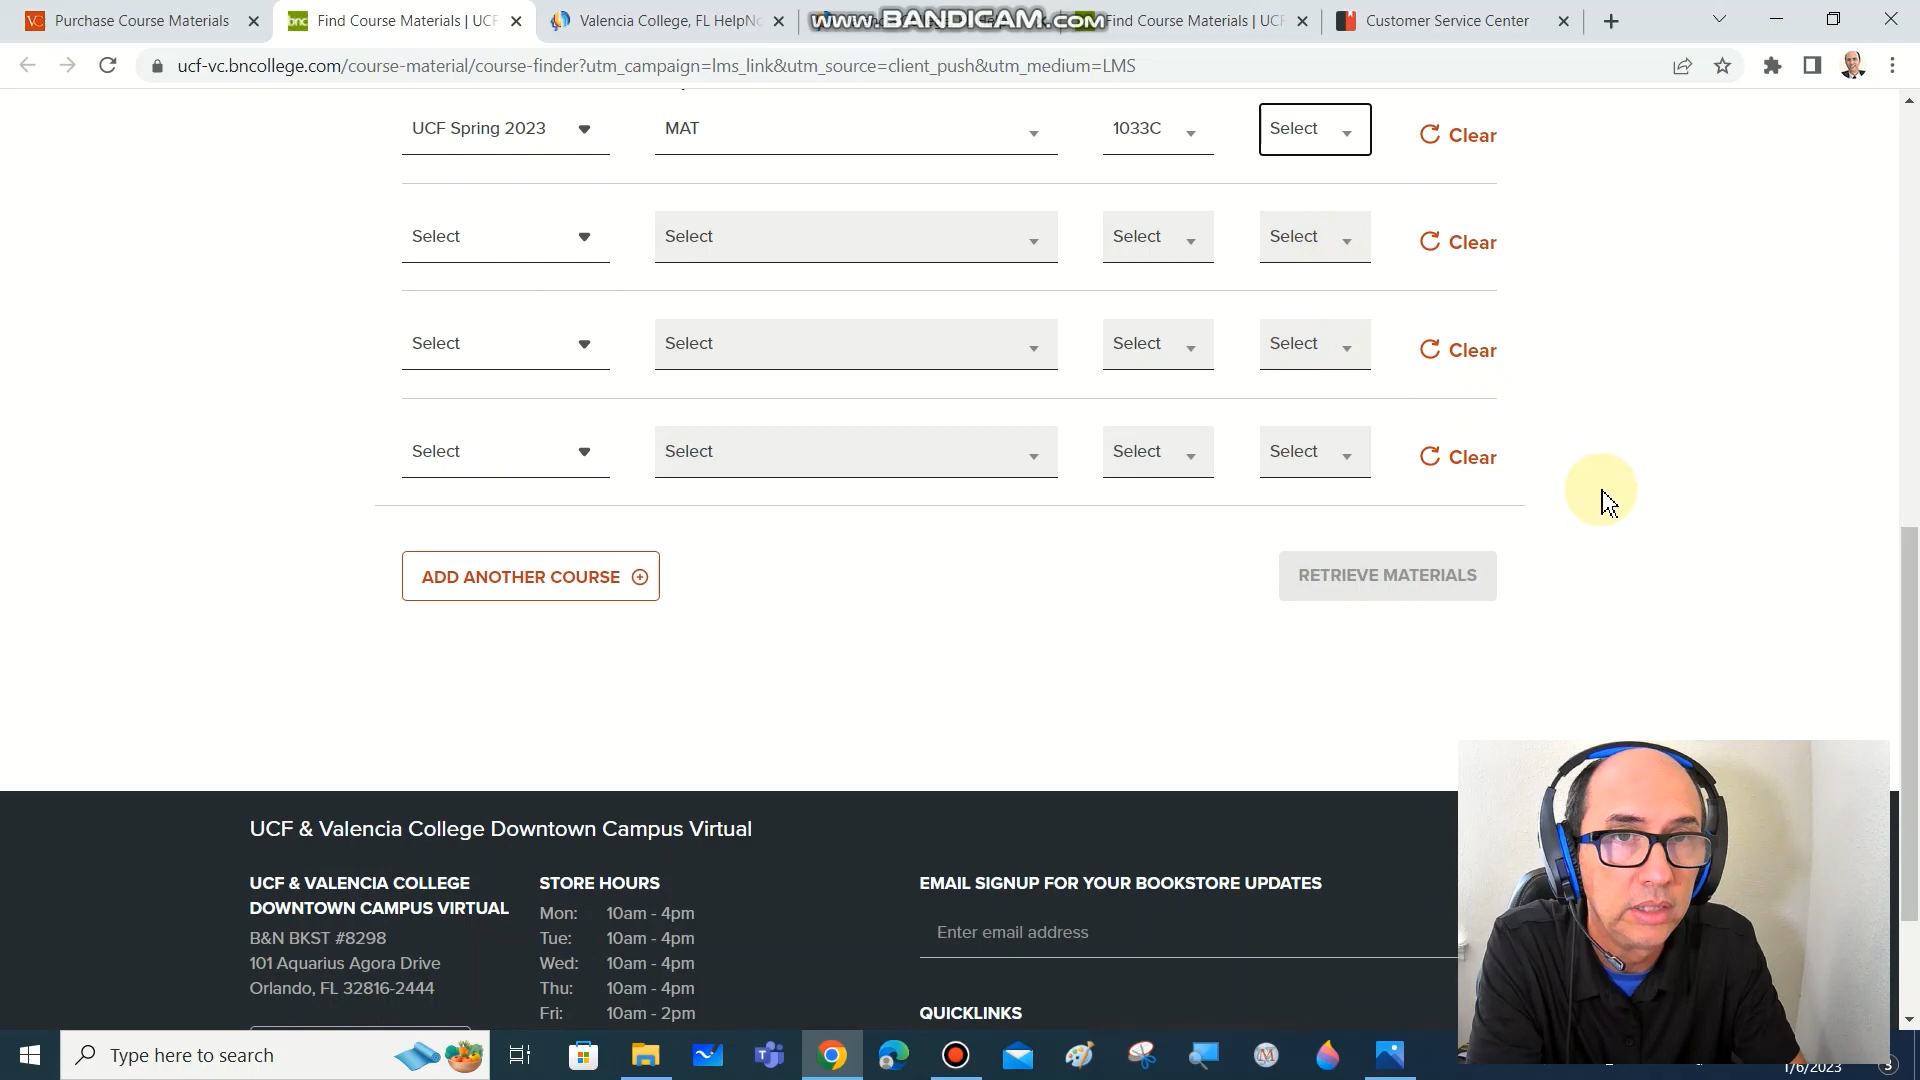 Purchase Course Materials
Find Course Materials | UCF
Valencia College, FL HelpNo
www.BANDICAM.com
Find Course Materials | UCF
Customer Service Center
ucf-vc.bncollege.com/course-material/course-finder?utm_campaign=lms_link&utm_source=client_push&utm_medium=LMS
UCF Spring 2023 MAT 1033C Select Clear
Select Select Select Select Clear
Select Select Select Select Clear
Select Select Select Select Clear
ADD ANOTHER COURSE RETRIEVE MATERIALS
UCF & Valencia College Downtown Campus Virtual
UCF & VALENCIA COLLEGE
DOWNTOWN CAMPUS VIRTUAL
B&N BKST #8298
101 Aquarius Agora Drive
Orlando, FL 32816-2444
STORE HOURS
Mon: 10am - 4pm
Tue: 10am - 4pm
Wed: 10am - 4pm
Thu: 10am - 4pm
Fri: 10am - 2pm
EMAIL SIGNUP FOR YOUR BOOKSTORE UPDATES
Enter email address
QUICKLINKS
Type here to search
1/6/2023
3